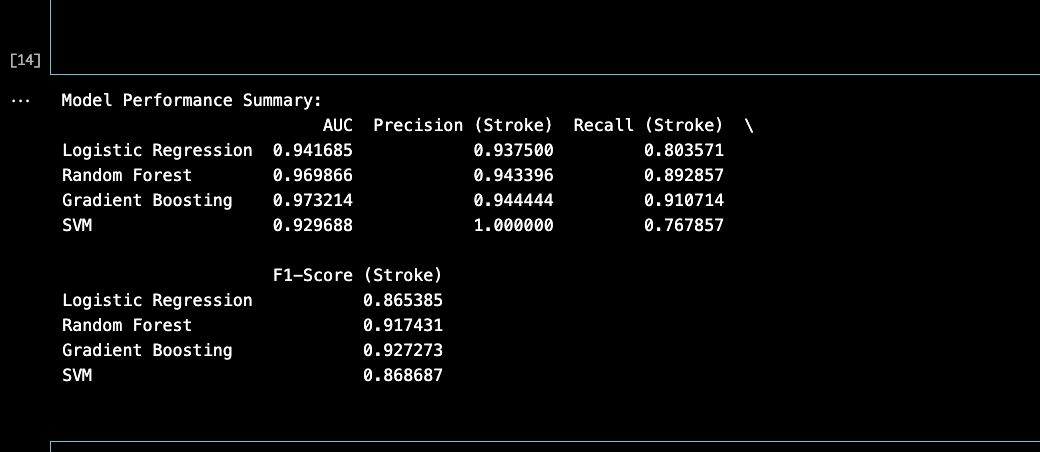 [14]
... Model Performance Summary:
AUC Precision (Stroke) Recall (Stroke) \
Logistic Regression 0.941685 0.937500 0.803571
Random Forest 0.969866 0.943396 0.892857
Gradient Boosting 0.973214 0.944444 0.910714
SVM 0.929688 1.000000 0.767857
F1-Score (Stroke)
Logistic Regression 0.865385
Random Forest 0.917431
Gradient Boosting 0.927273
SVM 0.868687